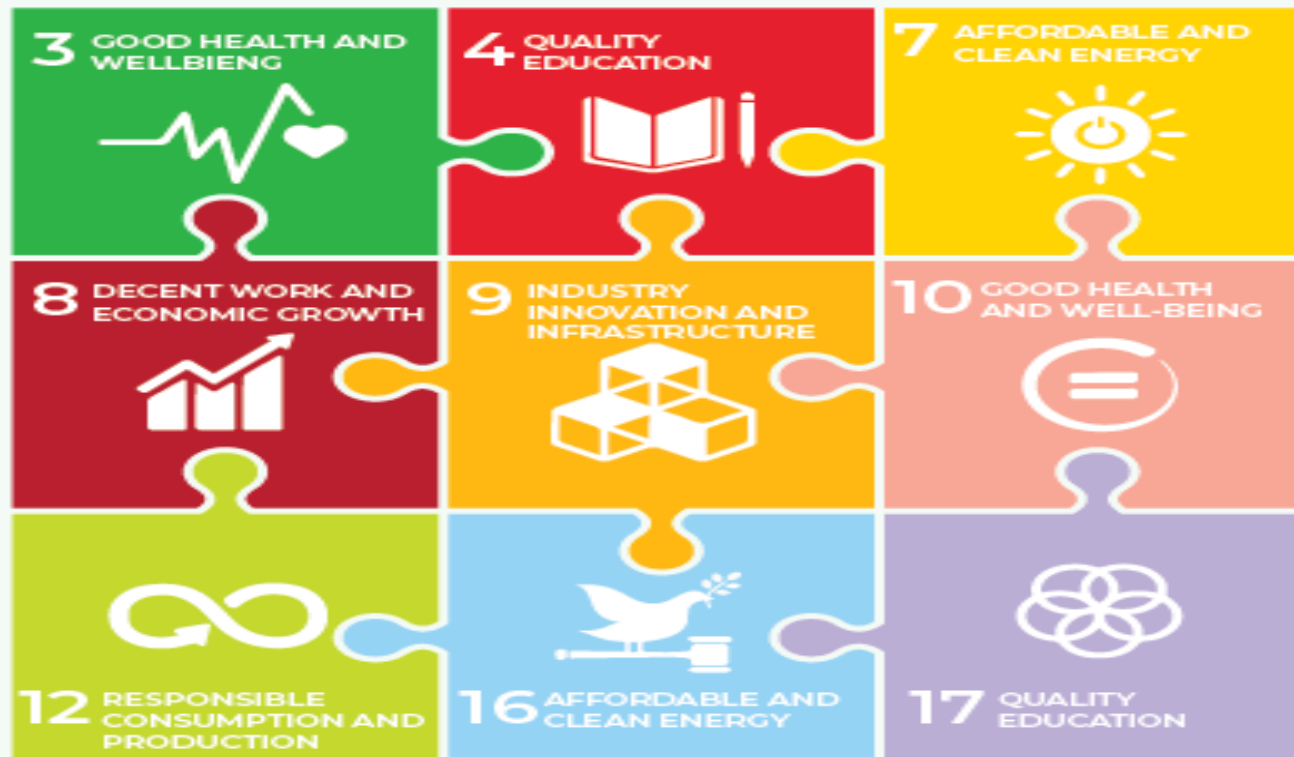 3 GOOD HEALTH AND
WELLBIENG
4 QUALITY
EDUCATION
7 AFFORDABLE AND
CLEAN ENERGY
8 DECENT WORK AND
ECONOMIC GROWTH
9 INDUSTRY
INNOVATION AND
INFRASTRUCTURE
10 GOOD HEALTH
AND WELL-BEING
12 RESPONSIBLE
CONSUMPTION AND
PRODUCTION
16 AFFORDABLE AND
CLEAN ENERGY
17 QUALITY
EDUCATION